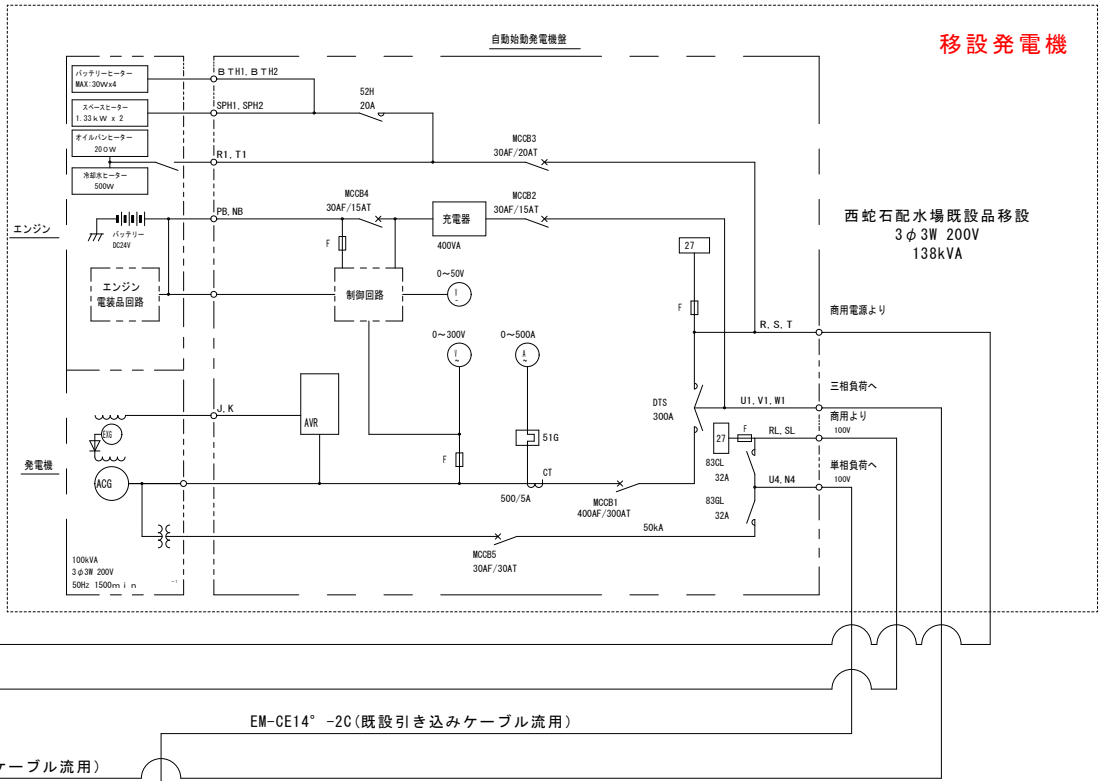 自動始動発電機盤
移設発電機
バッテリーヒーター
MAX:30Wx4
BTH1,BTH2
スペースヒーター
1.33kW x 2
SPH1,SPH2
52H
20A
オイルパンヒーター
200W
R1,T1
MCCB3
30AF/20AT
冷却水ヒーター
500W
エンジン
バッテリー
DC24V
PB,NB
MCCB4
30AF/15AT
充電器
400VA
MCCB2
30AF/15AT
西蛇石配水場既設品移設
3φ3W 200V
138kVA
F
27
エンジン
電装品回路
制御回路
0～50V
V
F
R,S,T
商用電源より
0～300V
V
~
0～500A
A
~
三相負荷へ
DTS
300A
U1,V1,W1
AVR
J,K
商用より
100V
RL,SL
F
27
51G
EXG
発電機
ACG
F
CT
500/5A
MCCB1
400AF/300AT
83CL
32A
単相負荷へ
100V
U4,N4
83GL
32A
50kA
MCCB5
30AF/30AT
100kVA
3φ3W 200V
50Hz 1500min-1
EM-CE14°-2C(既設引き込みケーブル流用)
ケーブル流用)